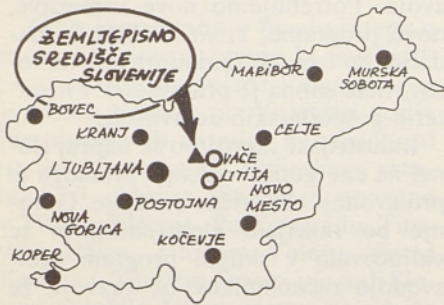 ZEMLJEPISNO
SREDIŠČE
SLOVENIJE
MARIBOR
MURSKA
SOBOTA
BOVEC
KRANJ
CELJE
LJUBLJANA
VAČE
LITIJA
NOVO
MESTO
POSTOJNA
NOVA
GORICA
KOČEVJE
KOPER